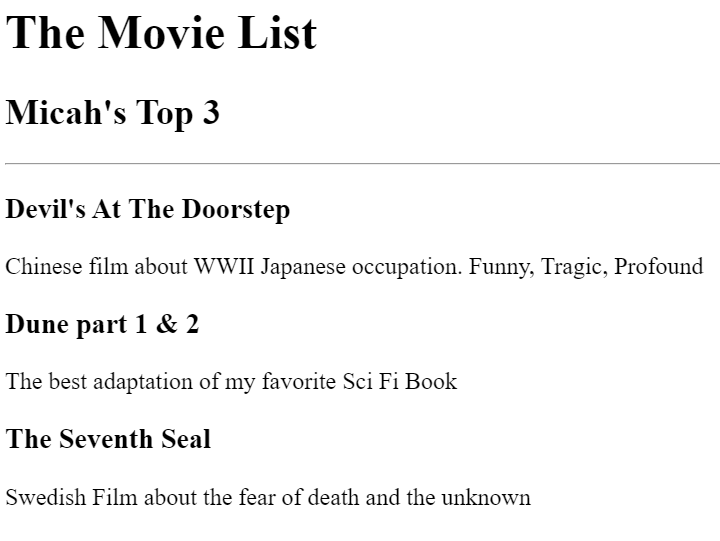 The Movie List
Micah's Top 3
Devil's At The Doorstep
Chinese film about WWII Japanese occupation. Funny, Tragic, Profound
Dune part 1 & 2
The best adaptation of my favorite Sci Fi Book
The Seventh Seal
Swedish Film about the fear of death and the unknown